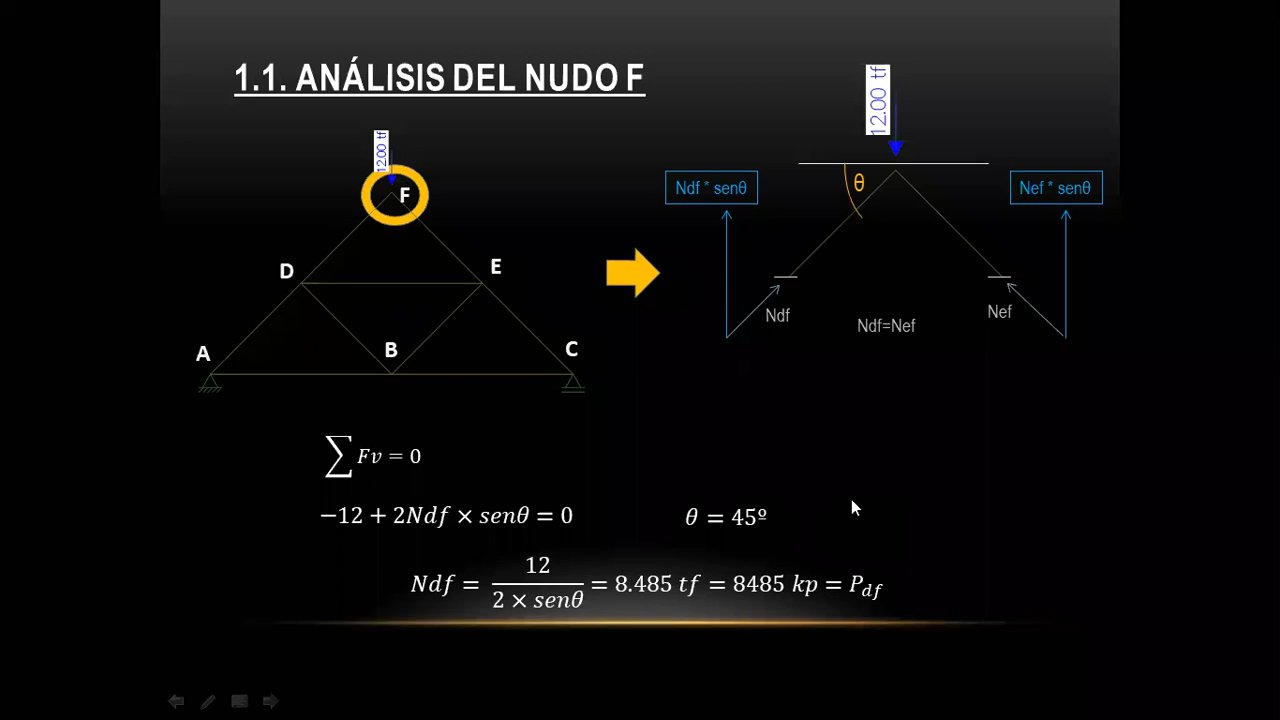 1.1. ANÁLISIS DEL NUDO F
12.00 tf
F
D
E
A
B
C
12.00 tf
θ
Ndf * senθ
Nef * senθ
Ndf
Nef
Ndf=Nef
∑ Fv = 0
−12 + 2Ndf × senθ = 0
θ = 45º
Ndf = 12 / (2 × senθ) = 8.485 tf = 8485 kp = P_df